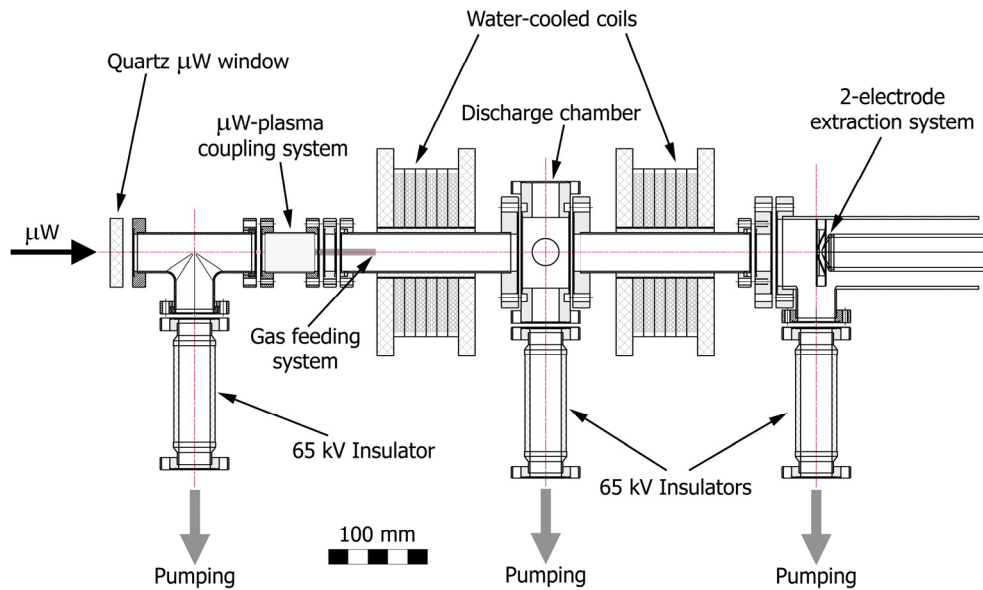 Water-cooled coils
Quartz μW window
μW-plasma
coupling system
Discharge chamber
2-electrode
extraction system
μW
Gas feeding
system
65 kV Insulator
65 kV Insulators
100 mm
Pumping
Pumping
Pumping